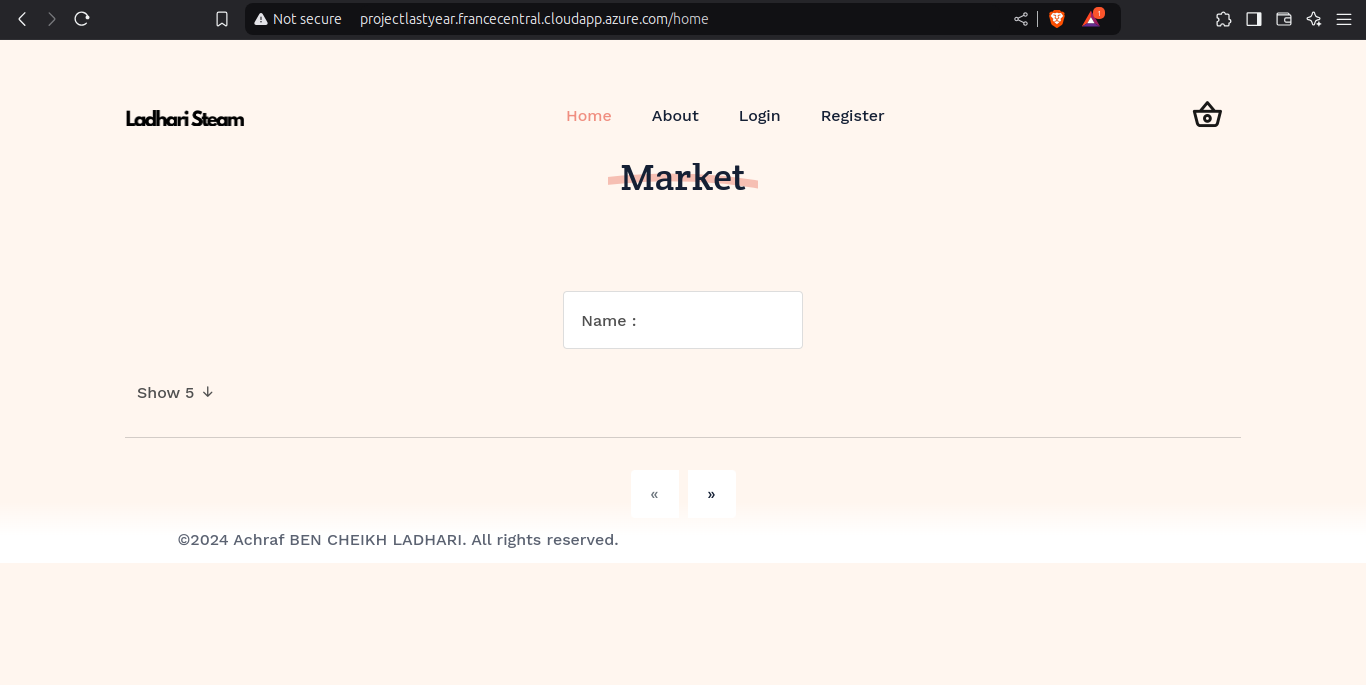 Not secure projectlastyear.francecentral.cloudapp.azure.com/home 1
Ladhari Steam Home About Login Register
Market
Name :
Show 5 ↓
« »
©2024 Achraf BEN CHEIKH LADHARI. All rights reserved.